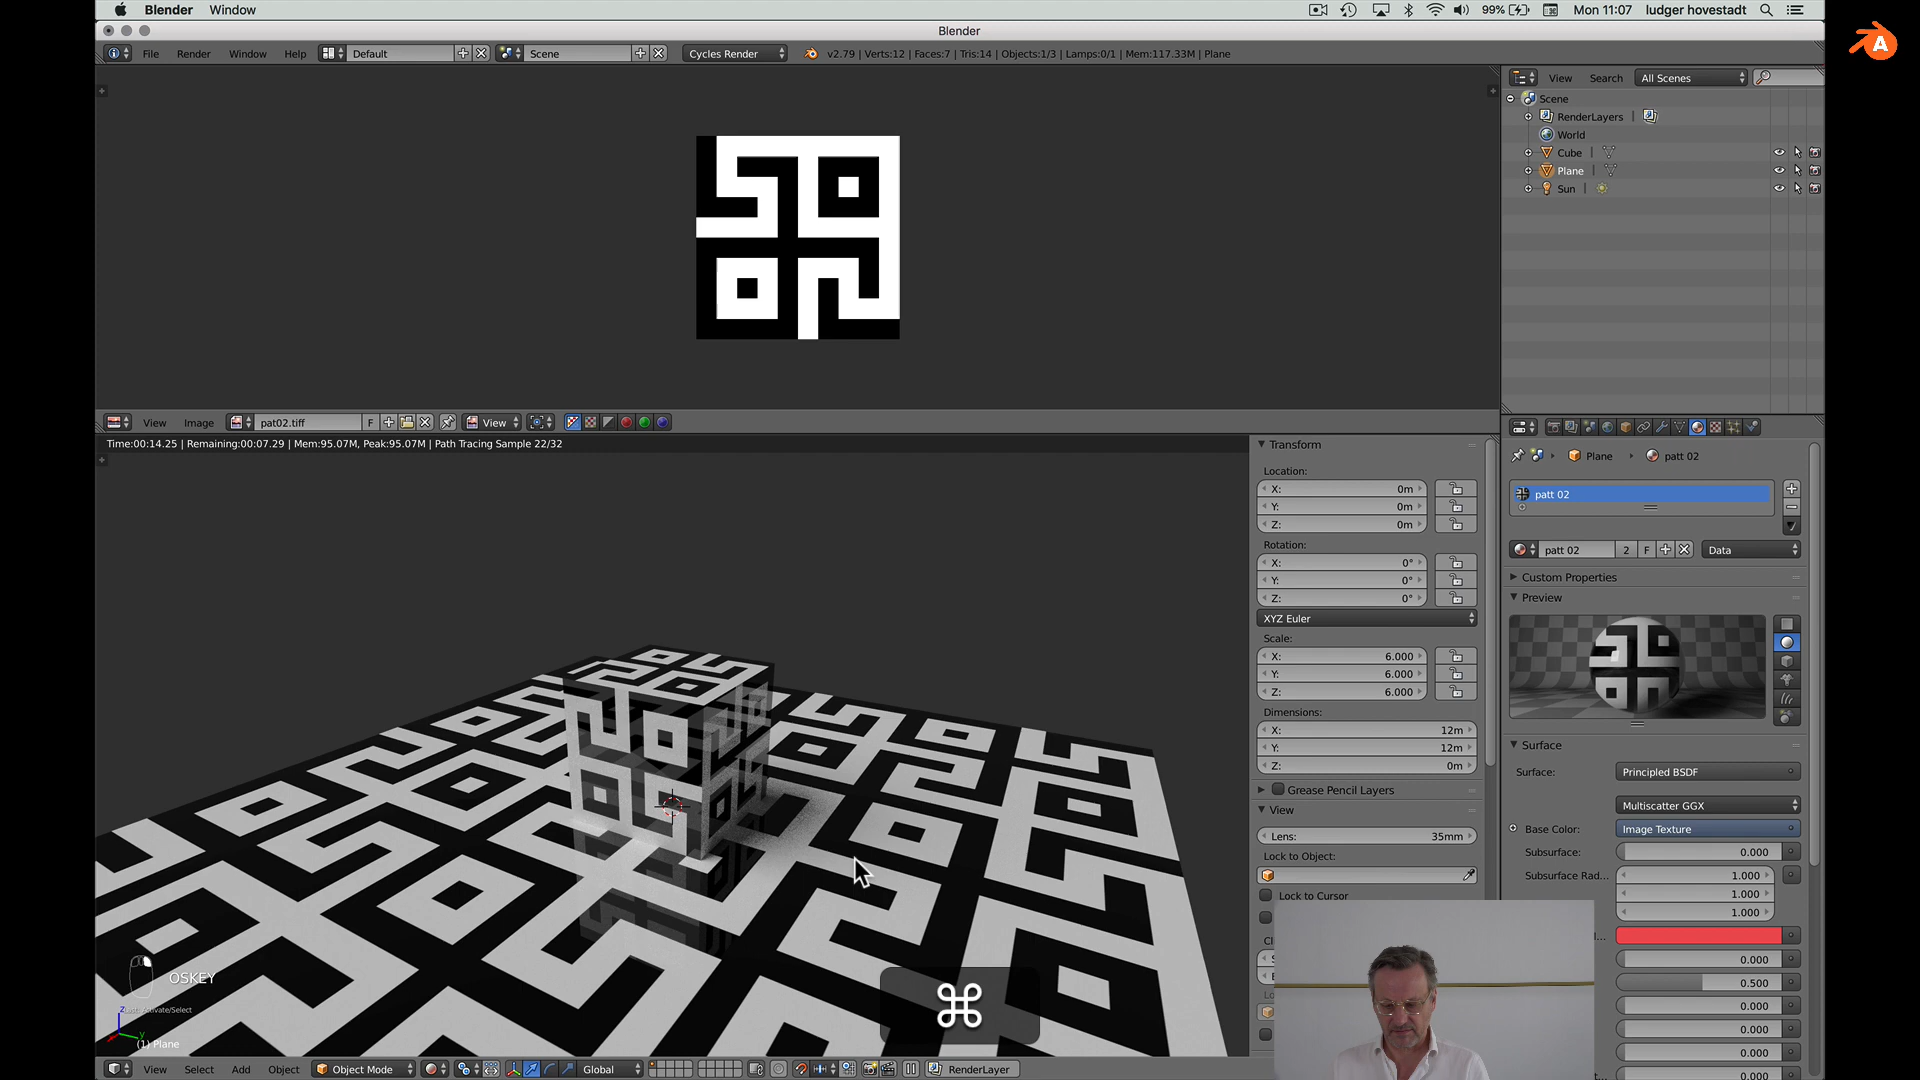 Blender Window 99% Mon 11:07 ludger hovestadt
Blender
File Render Window Help Default Scene Cycles Render v2.79 | Verts:12 | Faces:7 | Tris:14 | Objects:1/3 | Lamps:0/1 | Mem:117.33M | Plane
View Search All Scenes
Scene
RenderLayers |
World
Cube |
Plane |
Sun |
View Image pat02.tiff F View
Time:00:14.25 | Remaining:00:07.29 | Mem:95.07M, Peak:95.07M | Path Tracing Sample 22/32
Transform
Location:
X: 0m
Y: 0m
Z: 0m
Rotation:
X: 0°
Y: 0°
Z: 0°
XYZ Euler
Scale:
X: 6.000
Y: 6.000
Z: 6.000
Dimensions:
X: 12m
Y: 12m
Z: 0m
Grease Pencil Layers
View
Lens: 35mm
Lock to Object:
Lock to Cursor
Plane patt 02
patt 02
patt 02 2 F Data
Custom Properties
Preview
Surface
Surface: Principled BSDF
Multiscatter GGX
Base Color: Image Texture
Subsurface: 0.000
Subsurface Rad... 1.000
1.000
1.000
0.000
0.500
0.000
0.000
0.000
0.000
OSKEY
⌘
(1) Plane
View Select Add Object Object Mode Global RenderLayer
A